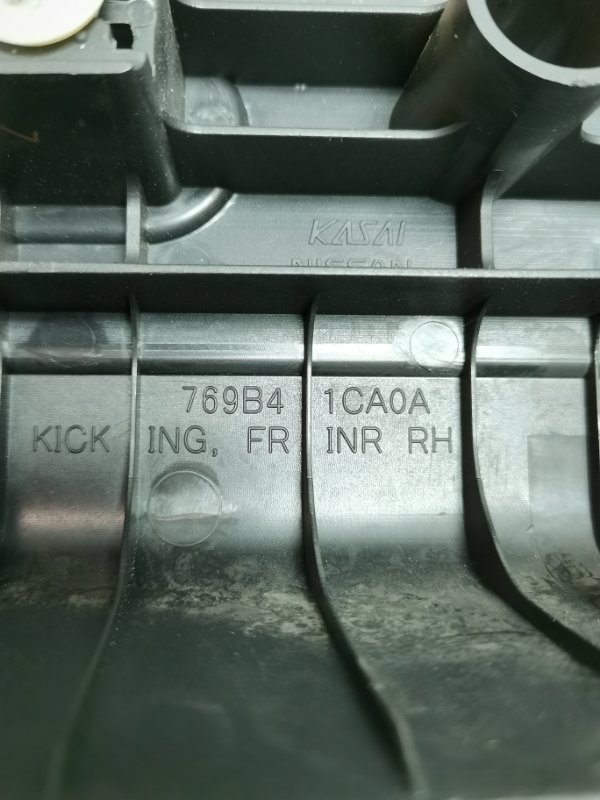 KASAI
NISSAN
769B4 1CA0A
KICK ING, FR INR RH